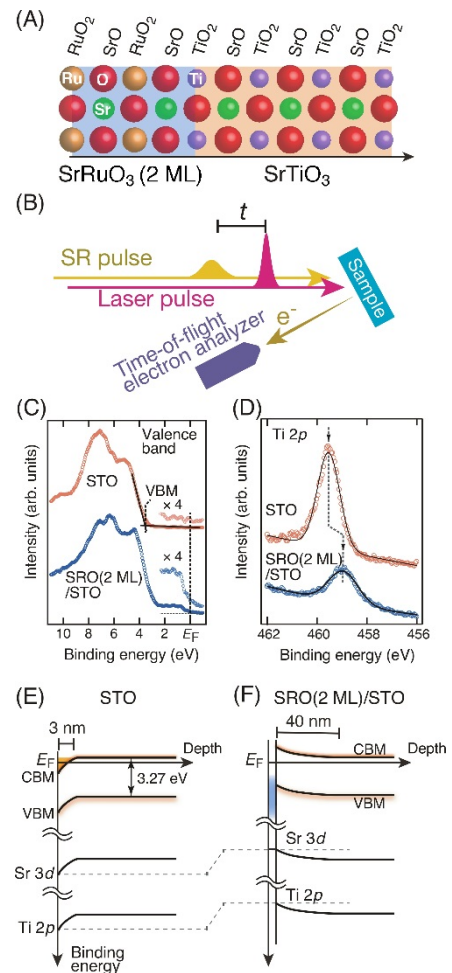 (A)
RuO₂ SrO RuO₂ SrO TiO₂ SrO TiO₂ SrO TiO₂ SrO TiO₂
Ru O Ti
Sr
SrRuO₃ (2 ML) SrTiO₃
(B)
t
SR pulse
Laser pulse
Sample
e⁻
Time-of-flight
electron analyzer
(C)
Intensity (arb. units)
Valence
band
STO
VBM
× 4
× 4
SRO(2 ML)
/STO
10 8 6 4 2 E_F
Binding energy (eV)
(D)
Intensity (arb. units)
Ti 2p
STO
SRO(2 ML)
/STO
462 460 458 456
Binding energy (eV)
(E) STO
3 nm
Depth
E_F
CBM
3.27 eV
VBM
Sr 3d
Ti 2p
Binding
energy
(F) SRO(2 ML)/STO
40 nm
CBM
Depth
E_F
VBM
Sr 3d
Ti 2p